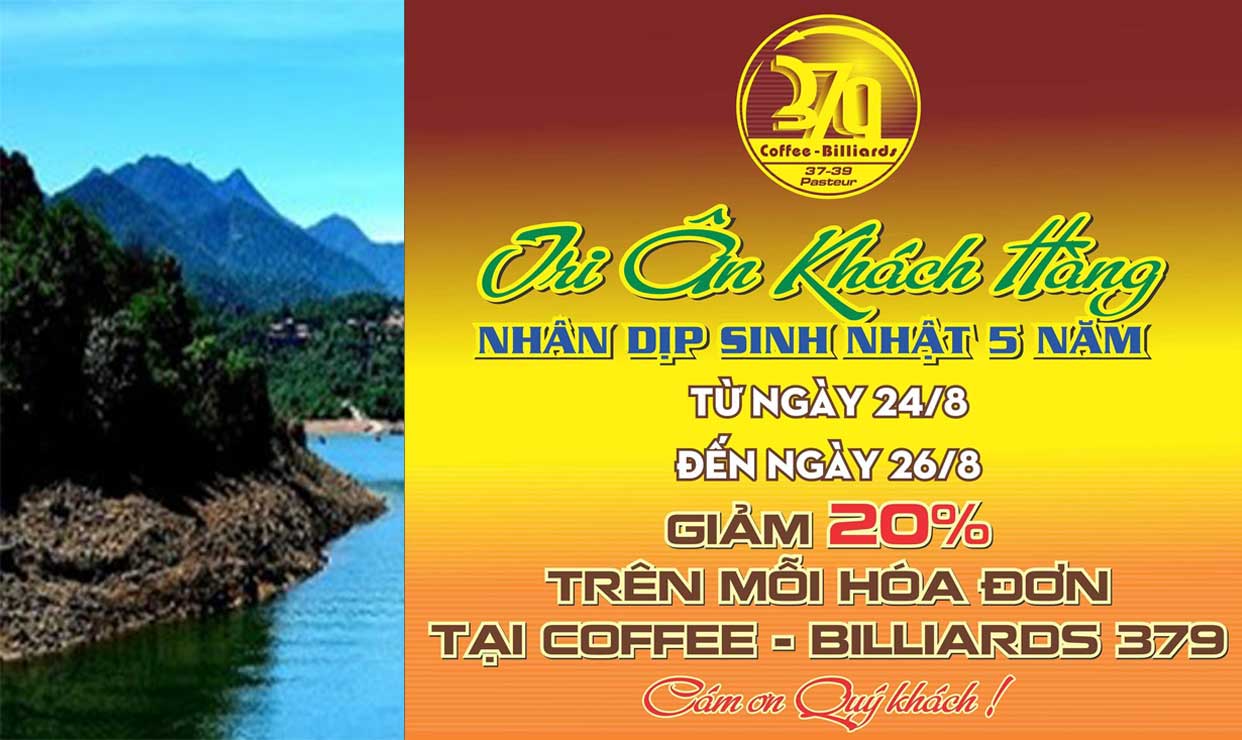 379
Coffee - Billiards
37-39
Pasteur
Tri Ân Khách Hàng
NHÂN DỊP SINH NHẬT 5 NĂM
TỪ NGÀY 24/8
ĐẾN NGÀY 26/8
GIẢM 20%
TRÊN MỖI HÓA ĐƠN
TẠI COFFEE - BILLIARDS 379
Cám ơn Quý khách !